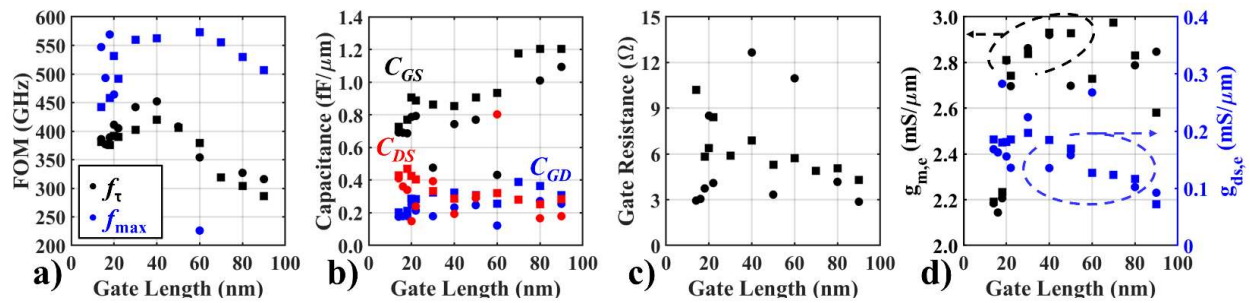 FOM (GHz)
600
550
500
450
400
350
300
250
200
f_τ
f_max
0 20 40 60 80 100
a) Gate Length (nm)
Capacitance (fF/µm)
1.6
1.4
1.2
1.0
0.8
0.6
0.4
0.2
0.0
C_GS
C_DS
C_GD
0 20 40 60 80 100
b) Gate Length (nm)
Gate Resistance (Ω)
15
12
9
6
3
0
0 20 40 60 80 100
c) Gate Length (nm)
g_m,e (mS/µm)
3.0
2.8
2.6
2.4
2.2
2.0
0.4
0.3
0.2
0.1
0
g_ds,e (mS/µm)
0 20 40 60 80 100
d) Gate Length (nm)